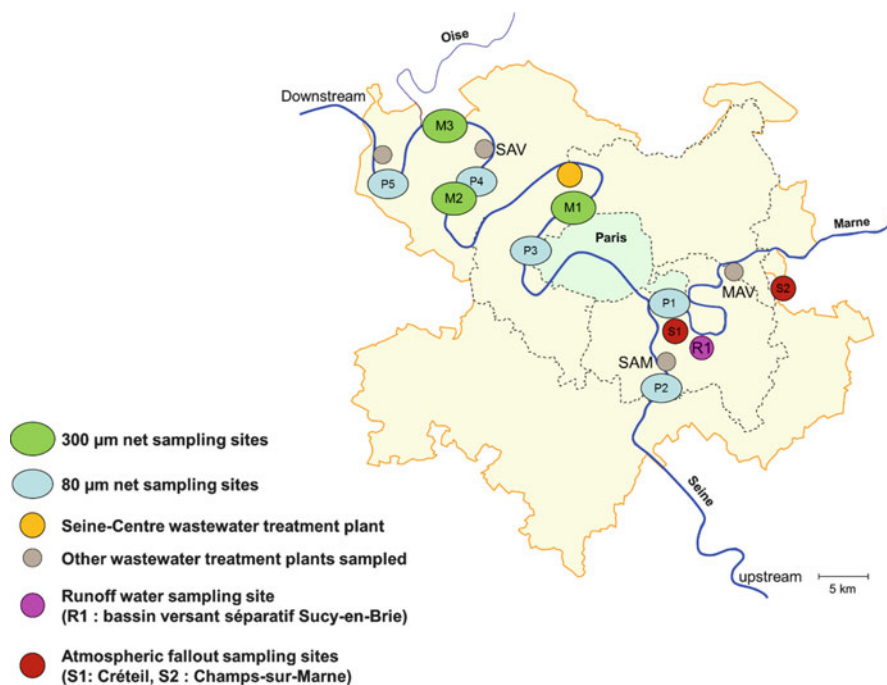 Oise
Downstream
M3
SAV
P5
P4
M2
M1
Marne
Paris
P3
MAV
S2
P1
S1
R1
SAM
P2
300 µm net sampling sites
80 µm net sampling sites
Seine
Seine-Centre wastewater treatment plant
Other wastewater treatment plants sampled
upstream
5 km
Runoff water sampling site
(R1 : bassin versant séparatif Sucy-en-Brie)
Atmospheric fallout sampling sites
(S1: Créteil, S2 : Champs-sur-Marne)